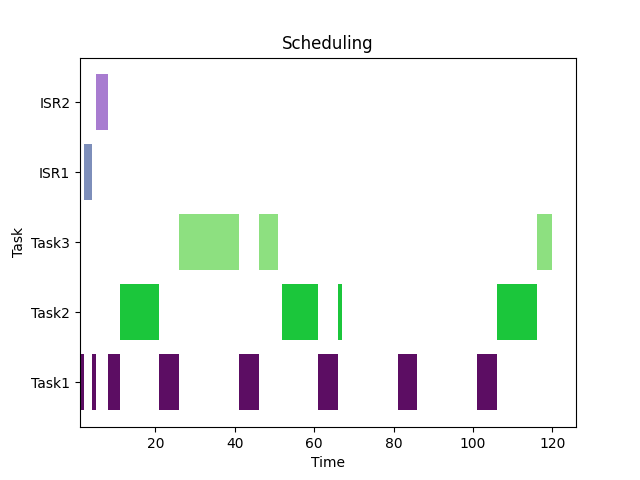 Scheduling
ISR2
ISR1
Task3
Task2
Task1
Task
20 40 60 80 100 120
Time